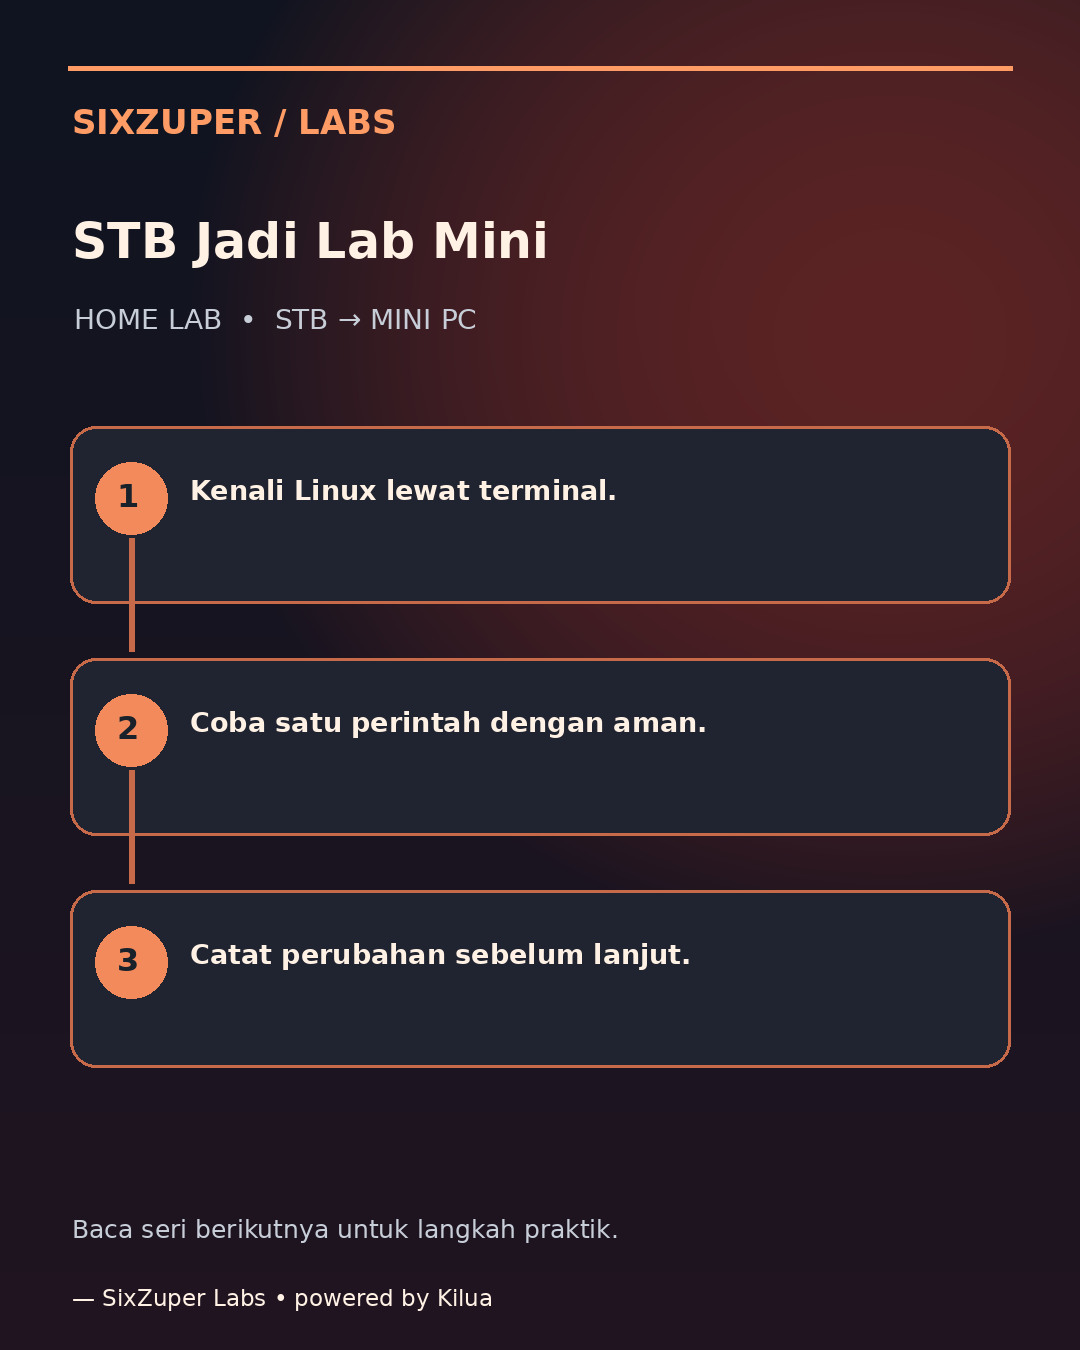 SIXZUPER / LABS
STB Jadi Lab Mini
HOME LAB • STB → MINI PC
1 Kenali Linux lewat terminal.
2 Coba satu perintah dengan aman.
3 Catat perubahan sebelum lanjut.
Baca seri berikutnya untuk langkah praktik.
— SixZuper Labs • powered by Kilua